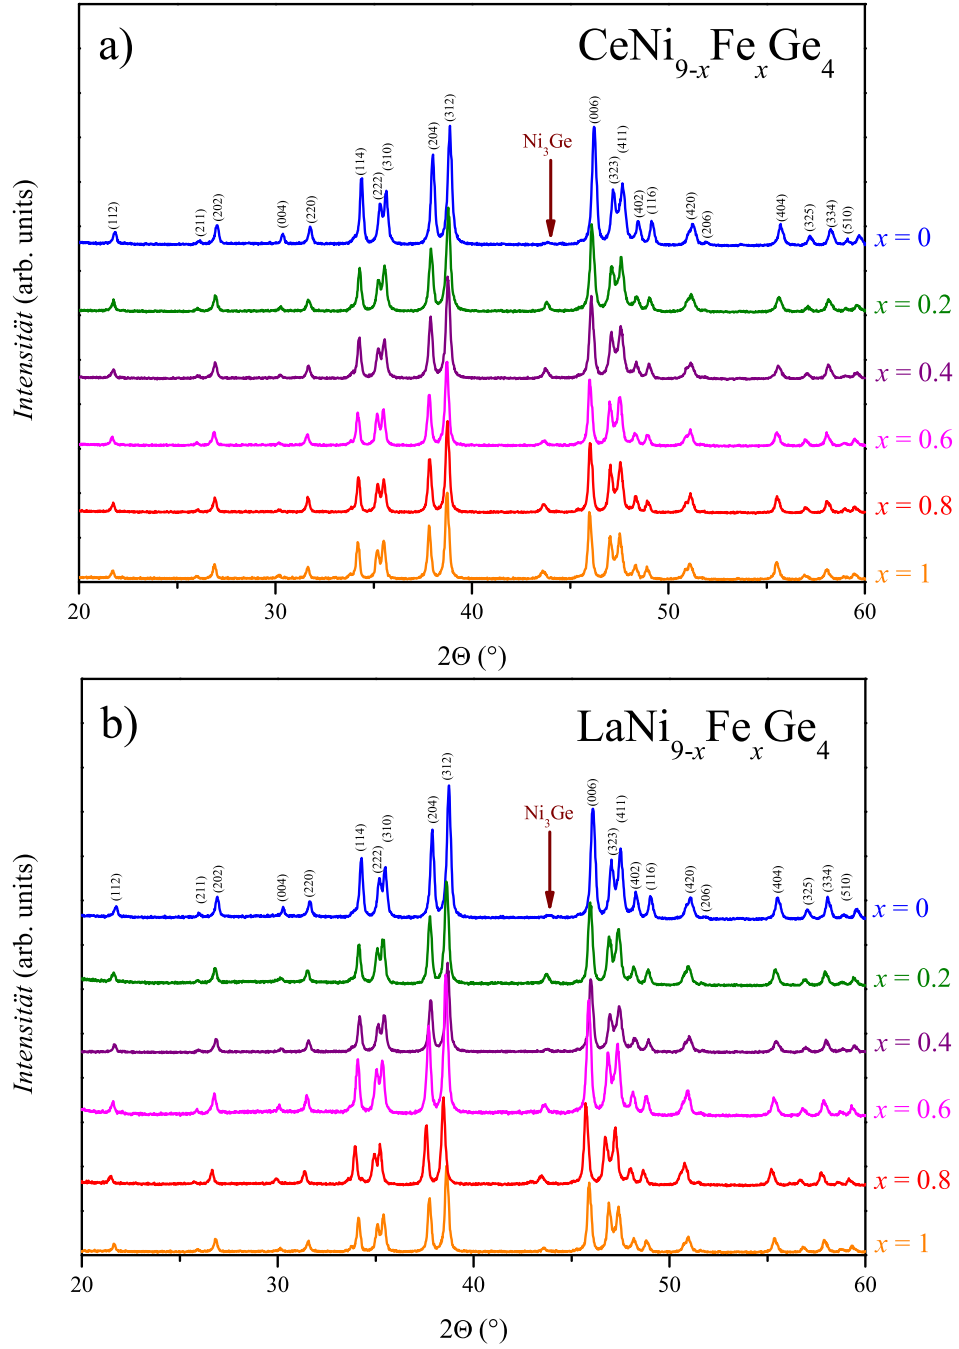 a)
CeNi9-xFexGe4
(112)
(211)
(202)
(004)
(220)
(114)
(222)
(310)
(204)
(312)
Ni3Ge
(006)
(323)
(411)
(402)
(116)
(420)
(206)
(404)
(325)
(334)
(510)
x = 0
x = 0.2
x = 0.4
x = 0.6
x = 0.8
x = 1
Intensität (arb. units)
20 30 40 50 60
2Θ (°)
b)
LaNi9-xFexGe4
(112)
(211)
(202)
(004)
(220)
(114)
(222)
(310)
(204)
(312)
Ni3Ge
(006)
(323)
(411)
(402)
(116)
(420)
(206)
(404)
(325)
(334)
(510)
x = 0
x = 0.2
x = 0.4
x = 0.6
x = 0.8
x = 1
Intensität (arb. units)
20 30 40 50 60
2Θ (°)